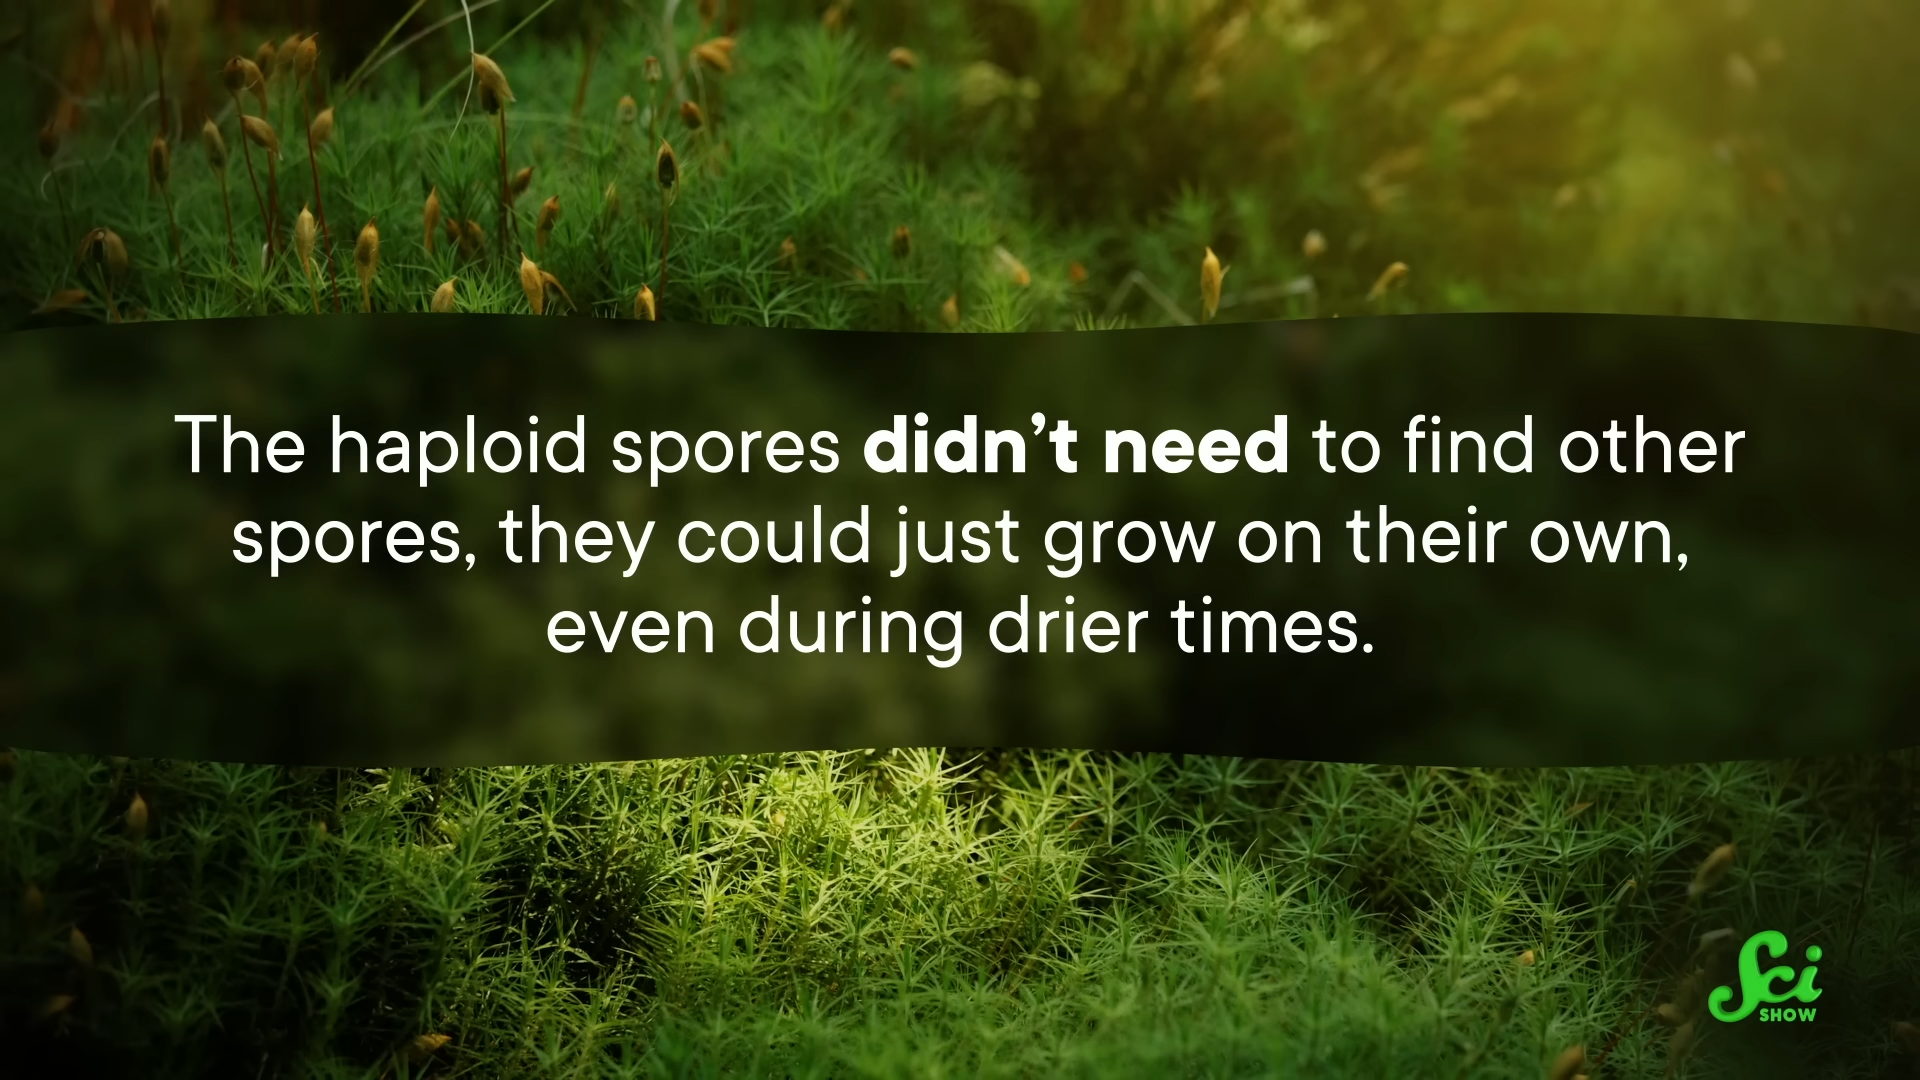 The haploid spores didn’t need to find other
spores, they could just grow on their own,
even during drier times.
Sci
SHOW